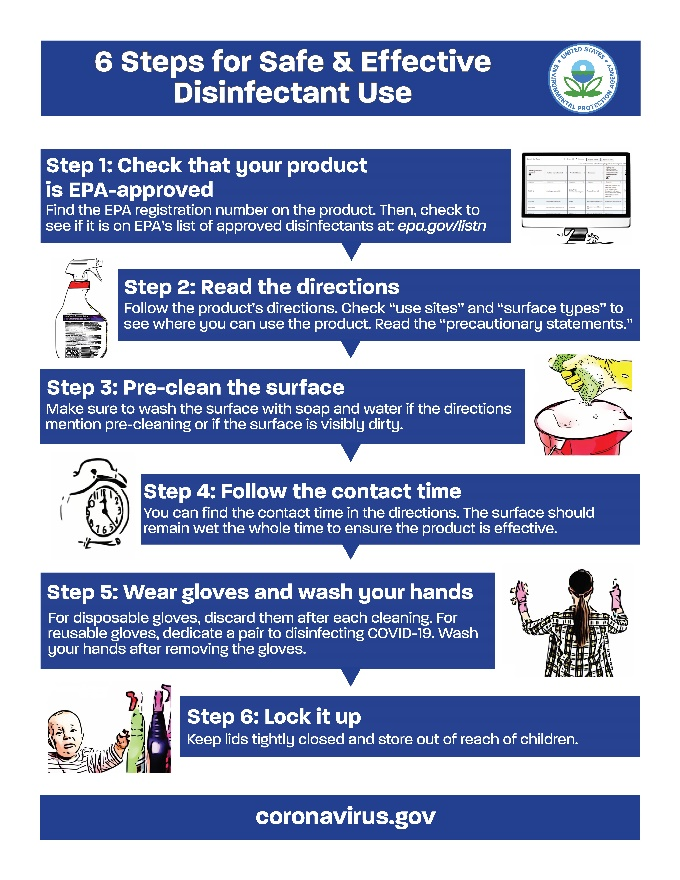 6 Steps for Safe & Effective
Disinfectant Use
UNITED STATES
ENVIRONMENTAL PROTECTION AGENCY
Step 1: Check that your product
is EPA-approved
Find the EPA registration number on the product. Then, check to
see if it is on EPA's list of approved disinfectants at: epa.gov/listn
Step 2: Read the directions
Follow the product's directions. Check “use sites” and “surface types” to
see where you can use the product. Read the “precautionary statements.”
Step 3: Pre-clean the surface
Make sure to wash the surface with soap and water if the directions
mention pre-cleaning or if the surface is visibly dirty.
Step 4: Follow the contact time
You can find the contact time in the directions. The surface should
remain wet the whole time to ensure the product is effective.
Step 5: Wear gloves and wash your hands
For disposable gloves, discard them after each cleaning. For
reusable gloves, dedicate a pair to disinfecting COVID-19. Wash
your hands after removing the gloves.
Step 6: Lock it up
Keep lids tightly closed and store out of reach of children.
coronavirus.gov